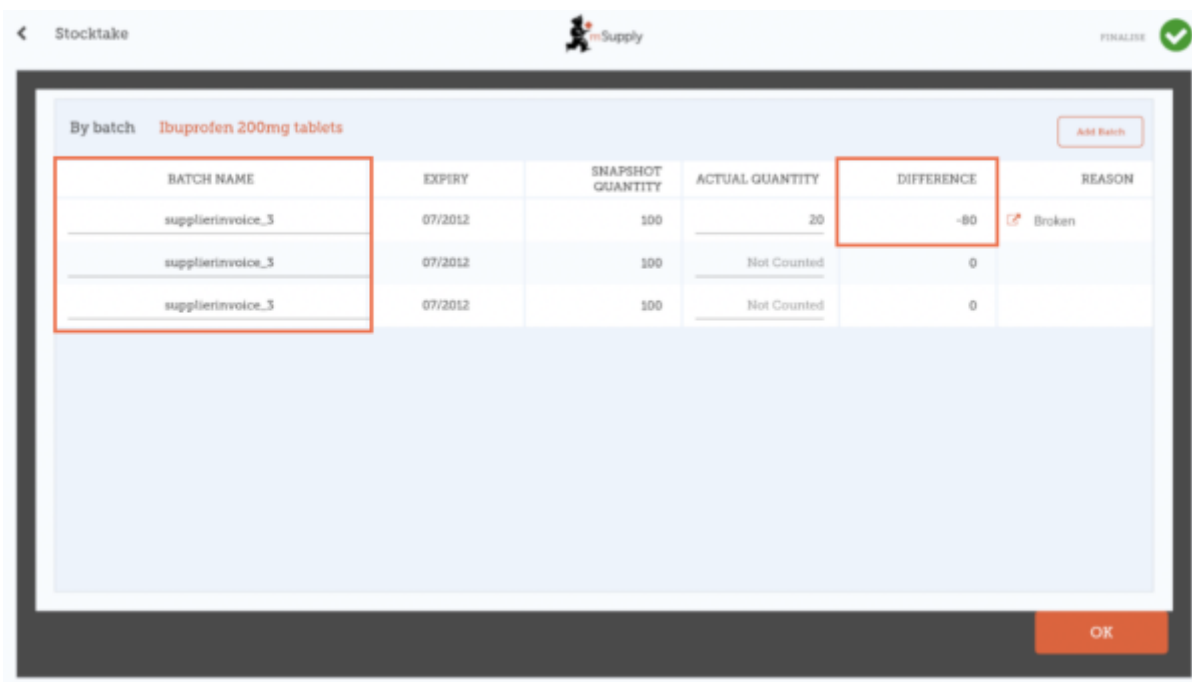 Stocktake
mSupply
FINALISE
By batch Ibuprofen 200mg tablets
Add Batch
BATCH NAME EXPIRY SNAPSHOT QUANTITY ACTUAL QUANTITY DIFFERENCE REASON
supplierinvoice_3 07/2012 100 20 -80 Broken
supplierinvoice_3 07/2012 100 Not Counted 0
supplierinvoice_3 07/2012 100 Not Counted 0
OK